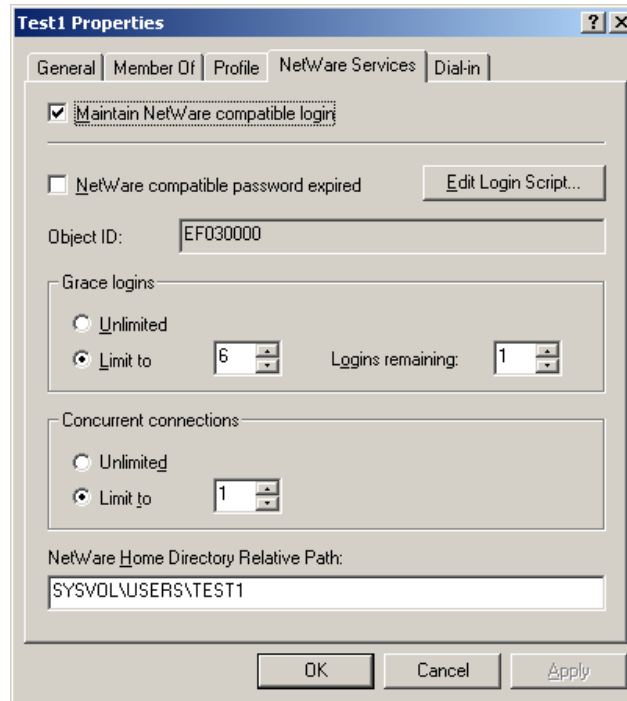 Test1 Properties
General Member Of Profile NetWare Services Dial-in
Maintain NetWare compatible login
NetWare compatible password expired Edit Login Script...
Object ID: EF030000
Grace logins
Unlimited
Limit to 6 Logins remaining: 1
Concurrent connections
Unlimited
Limit to 1
NetWare Home Directory Relative Path:
SYSVOL\USERS\TEST1
OK Cancel Apply